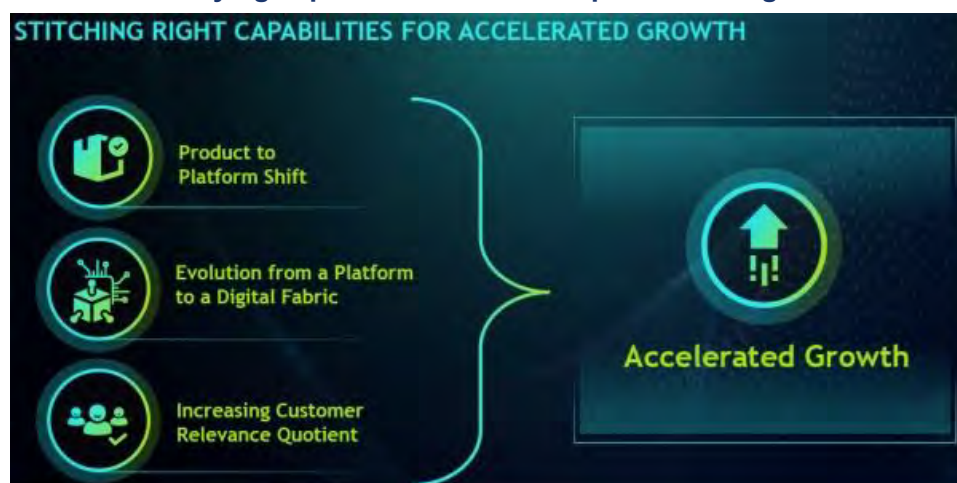 STITCHING RIGHT CAPABILITIES FOR ACCELERATED GROWTH
Product to
Platform Shift
Evolution from a Platform
to a Digital Fabric
Accelerated Growth
Increasing Customer
Relevance Quotient